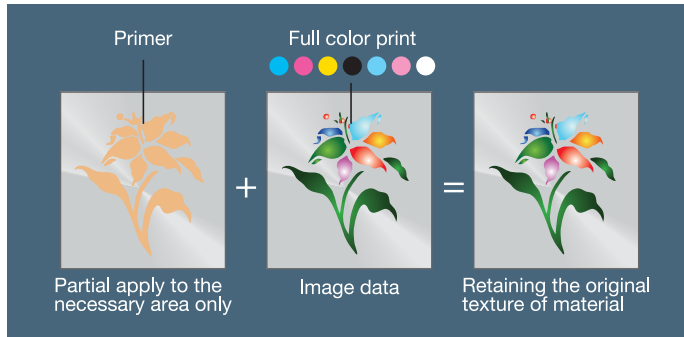 Primer
Full color print
+
=
Partial apply to the
necessary area only
Image data
Retaining the original
texture of material